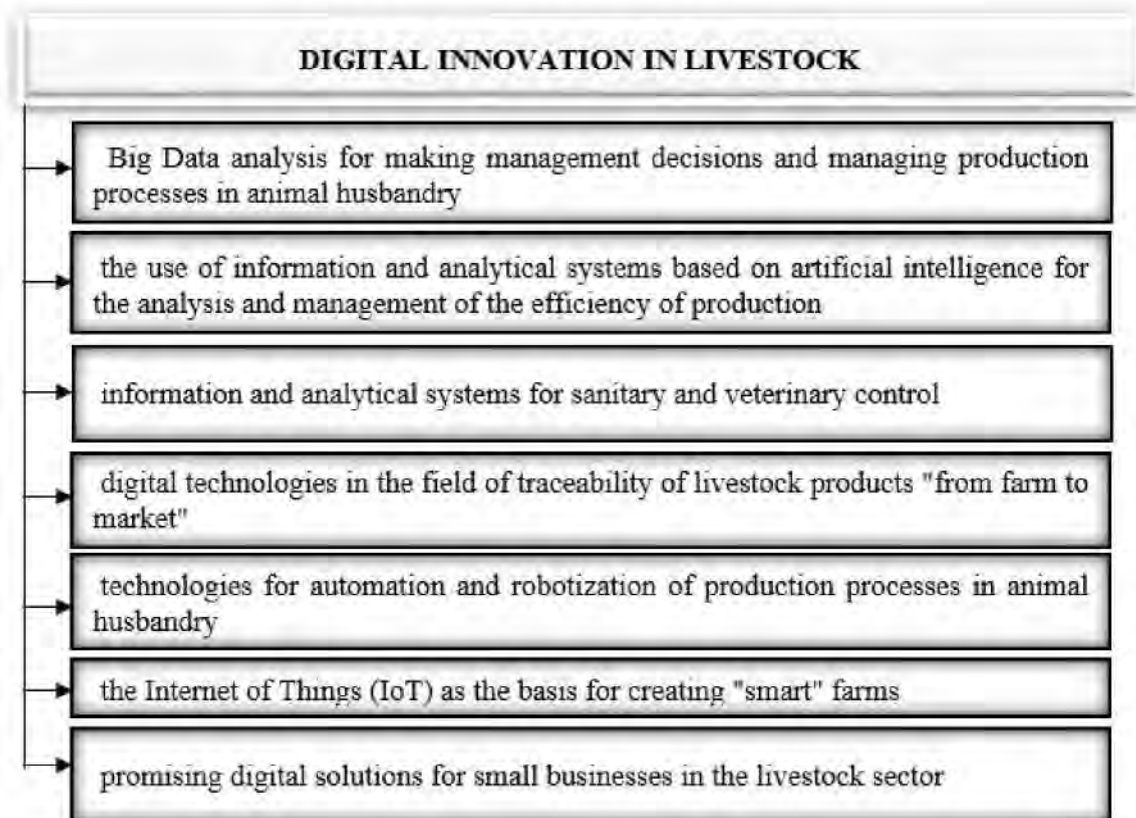 DIGITAL INNOVATION IN LIVESTOCK
Big Data analysis for making management decisions and managing production
processes in animal husbandry
the use of information and analytical systems based on artificial intelligence for
the analysis and management of the efficiency of production
information and analytical systems for sanitary and veterinary control
digital technologies in the field of traceability of livestock products "from farm to
market"
technologies for automation and robotization of production processes in animal
husbandry
the Internet of Things (IoT) as the basis for creating "smart" farms
promising digital solutions for small businesses in the livestock sector